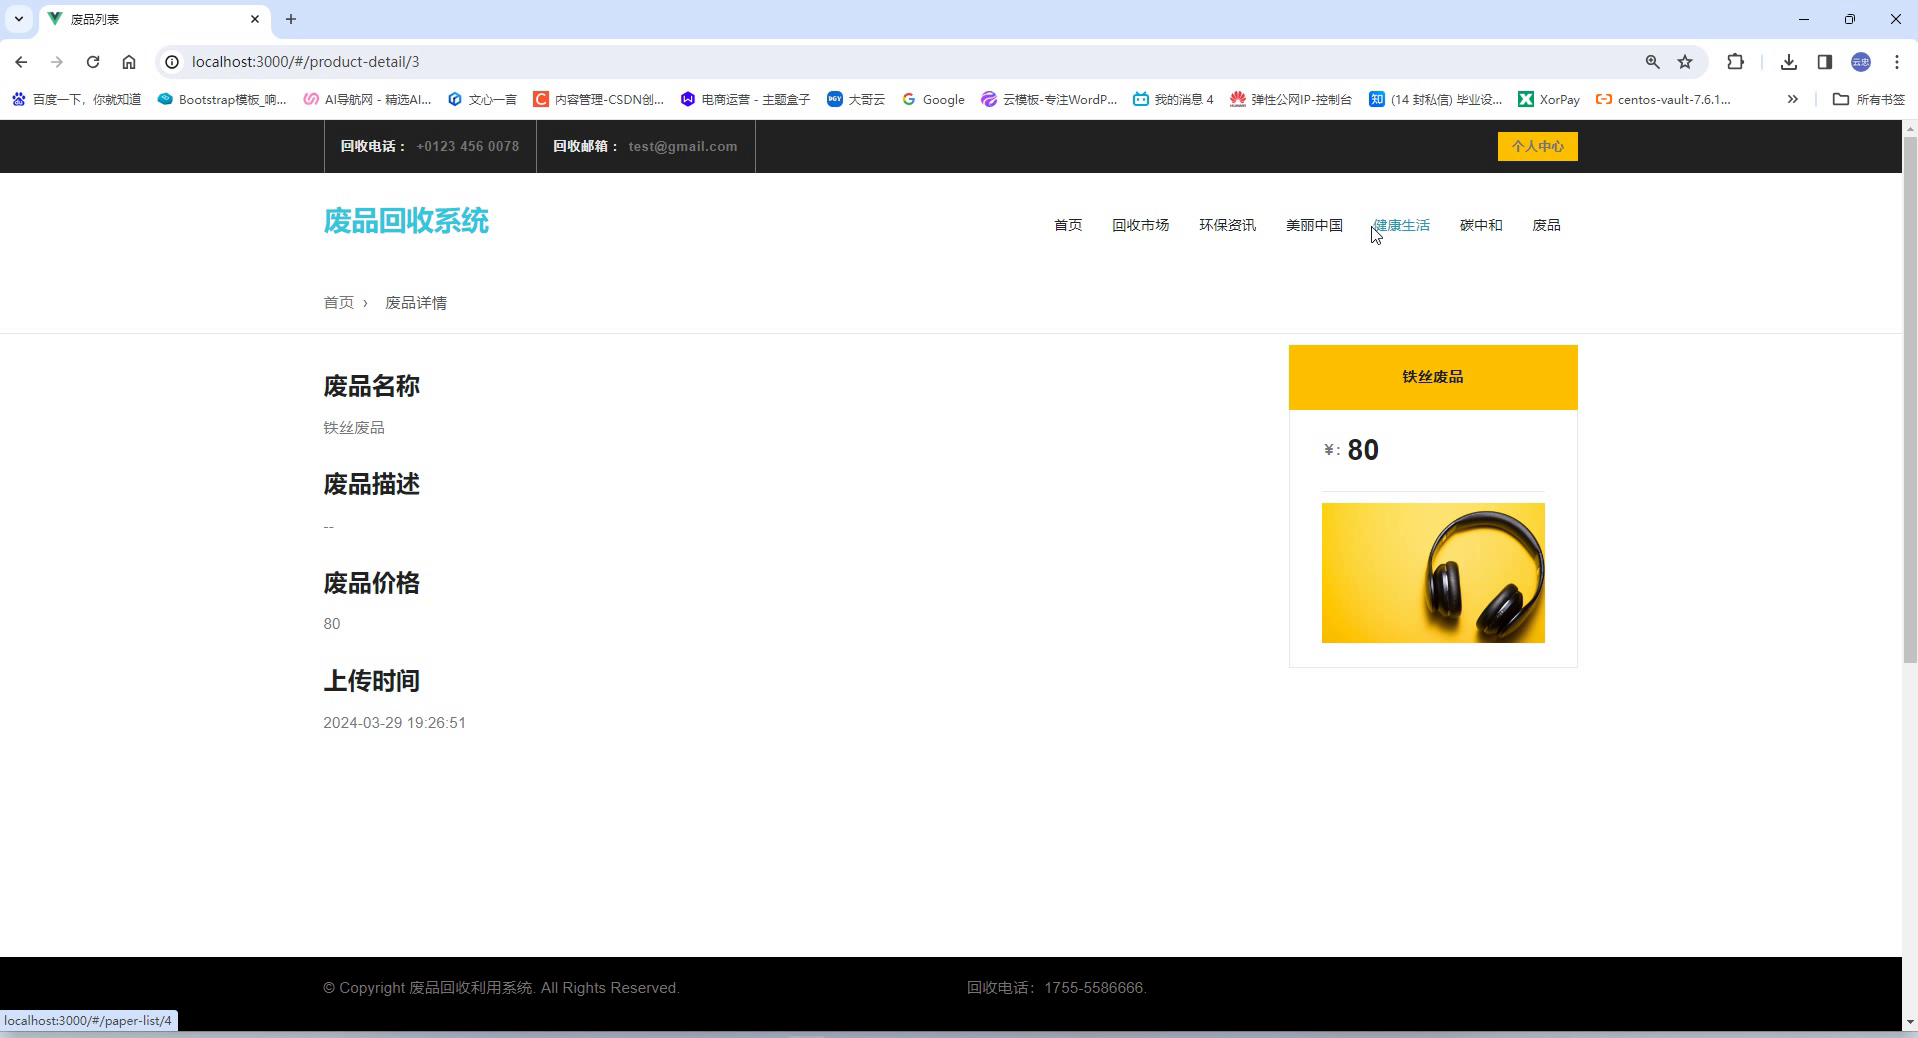 废品列表
localhost:3000/#/product-detail/3
百度一下，你就知道 Bootstrap模板_响... AI导航网 - 精选AI... 文心一言 内容管理-CSDN创... 电商运营 - 主题盒子 大哥云 Google 云模板-专注WordP... 我的消息 4 弹性公网IP-控制台 (14 封私信) 毕业设... XorPay centos-vault-7.6.1... 所有书签
回收电话： +0123 456 0078 回收邮箱： test@gmail.com 个人中心
废品回收系统
首页 回收市场 环保资讯 美丽中国 健康生活 碳中和 废品
首页 › 废品详情
铁丝废品
¥: 80
废品名称
铁丝废品
废品描述
--
废品价格
80
上传时间
2024-03-29 19:26:51
© Copyright 废品回收利用系统. All Rights Reserved. 回收电话：1755-5586666.
localhost:3000/#/paper-list/4